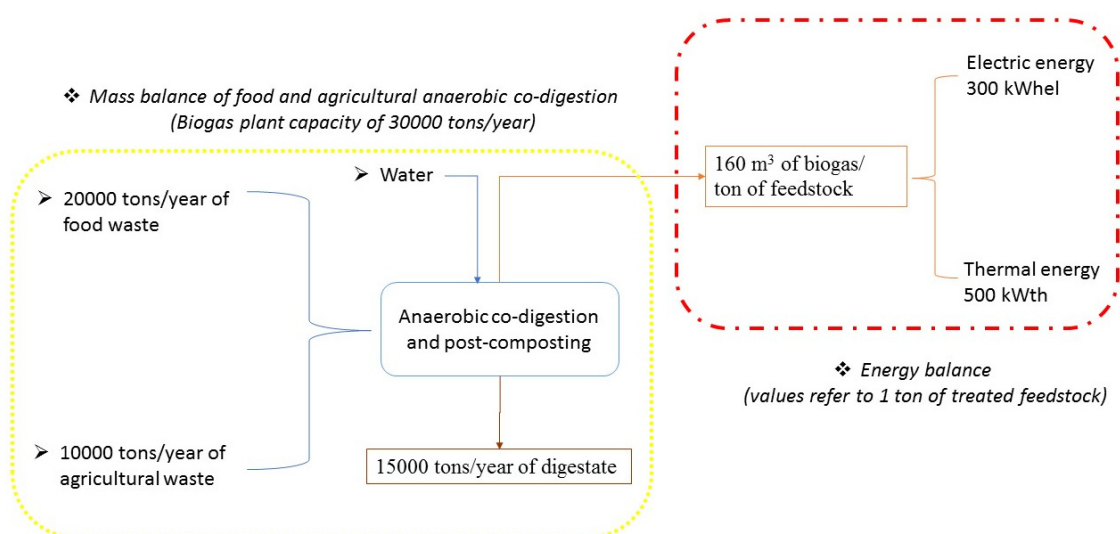 ❖ Mass balance of food and agricultural anaerobic co-digestion
(Biogas plant capacity of 30000 tons/year)
➢ 20000 tons/year of
food waste
➢ Water
Anaerobic co-digestion
and post-composting
➢ 10000 tons/year of
agricultural waste
15000 tons/year of digestate
160 m³ of biogas/
ton of feedstock
Electric energy
300 kWhel
Thermal energy
500 kWth
❖ Energy balance
(values refer to 1 ton of treated feedstock)